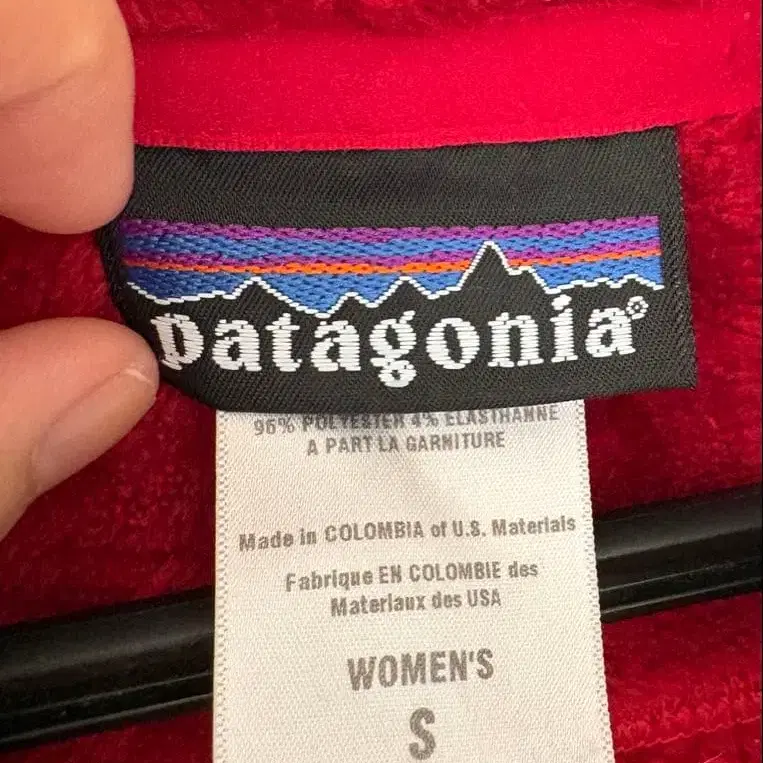 patagonia®
96% POLYESTER 4% ELASTHANNE
A PART LA GARNITURE
Made in COLOMBIA of U.S. Materials
Fabrique EN COLOMBIE des
Materiaux des USA
WOMEN'S
S